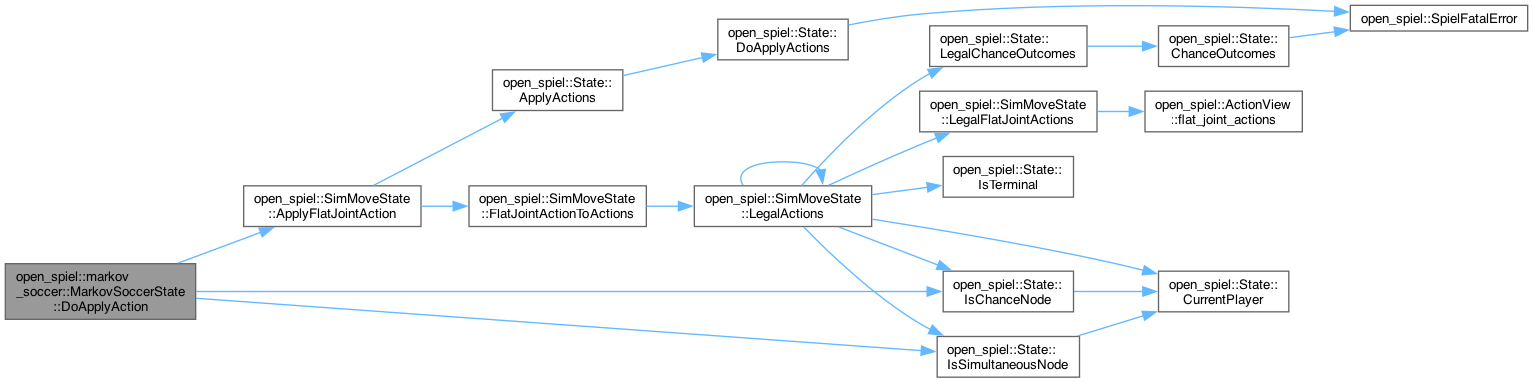 open_spiel::markov
_soccer::MarkovSoccerState
::DoApplyAction
open_spiel::SimMoveState
::ApplyFlatJointAction
open_spiel::State::
ApplyActions
open_spiel::State::
DoApplyActions
open_spiel::SpielFatalError
open_spiel::SimMoveState
::FlatJointActionToActions
open_spiel::SimMoveState
::LegalActions
open_spiel::State::
LegalChanceOutcomes
open_spiel::State::
ChanceOutcomes
open_spiel::SimMoveState
::LegalFlatJointActions
open_spiel::ActionView
::flat_joint_actions
open_spiel::State::
IsTerminal
open_spiel::State::
IsChanceNode
open_spiel::State::
CurrentPlayer
open_spiel::State::
IsSimultaneousNode